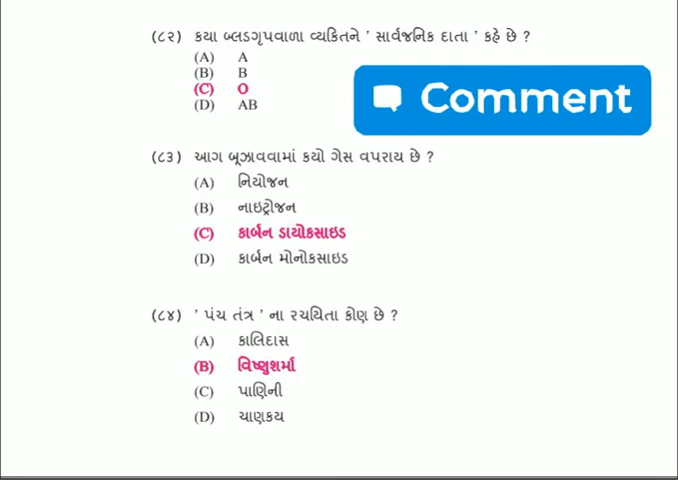 (૮૨) કયા બ્લડગૃપવાળા વ્યકિતને ' સાર્વજનિક દાતા ' કહે છે ?
(A) A
(B) B
(C) O
(D) AB
Comment
(૮૩) આગ બૂઝાવવામાં કયો ગેસ વપરાય છે ?
(A) નિયોજન
(B) નાઇટ્રોજન
(C) કાર્બન ડાયોકસાઇડ
(D) કાર્બન મોનોકસાઇડ
(૮૪) ' પંચ તંત્ર ' ના રચયિતા કોણ છે ?
(A) કાલિદાસ
(B) વિષ્ણુશર્મા
(C) પાણિની
(D) ચાણકય